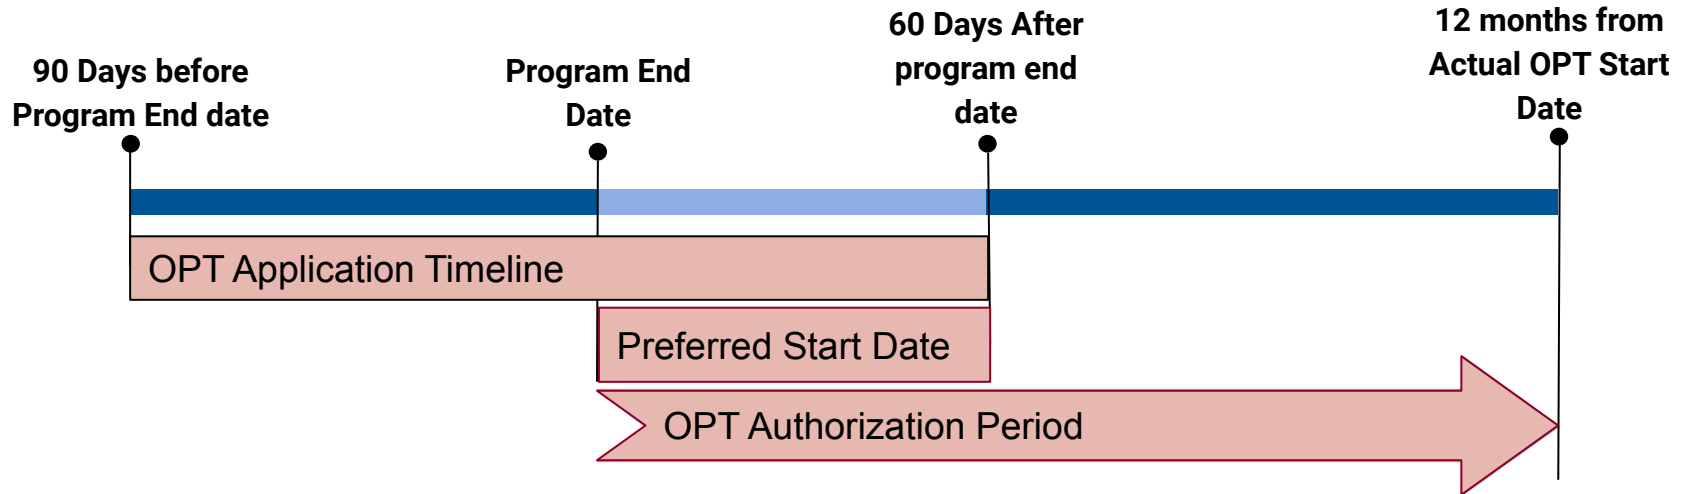 90 Days before
Program End date
Program End
Date
60 Days After
program end
date
12 months from
Actual OPT Start
Date
OPT Application Timeline
Preferred Start Date
OPT Authorization Period